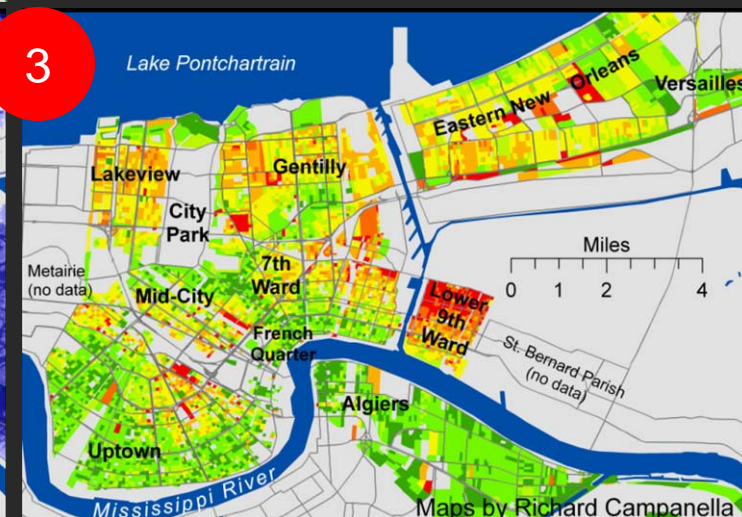 3
Lake Pontchartrain
Eastern New Orleans
Versailles
Lakeview
Gentilly
City
Park
Miles
0 1 2 4
Metairie
(no data)
7th
Ward
Mid-City
Lower
9th
Ward
French
Quarter
St. Bernard Parish
(no data)
Algiers
Uptown
Mississippi River
Maps by Richard Campanella